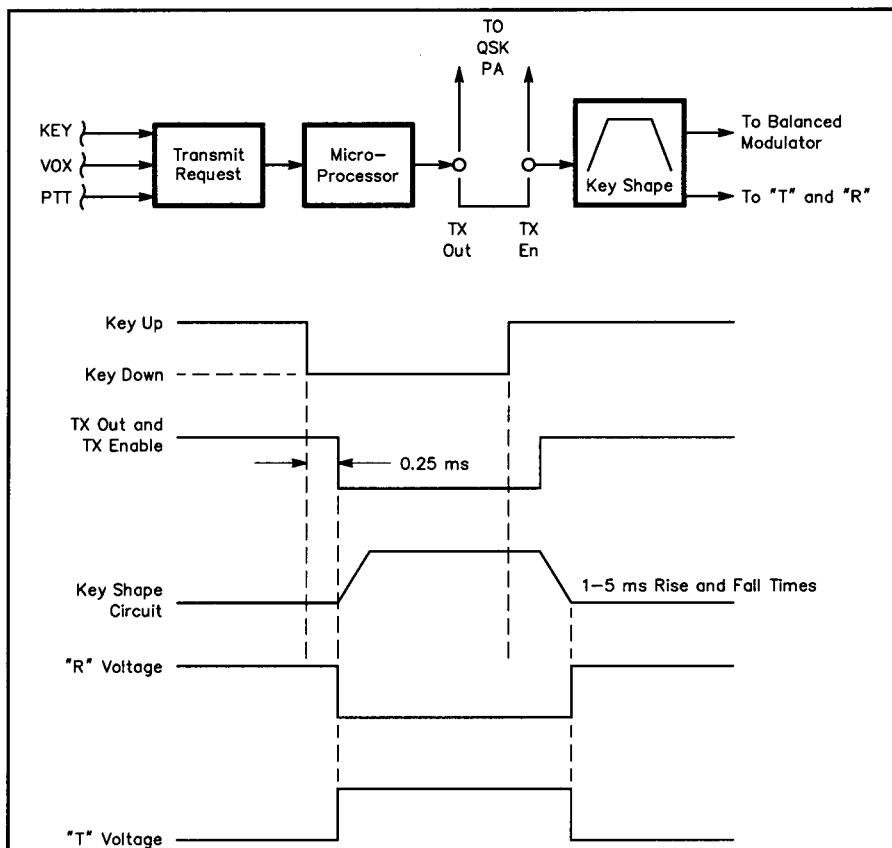 TO
QSK
PA
KEY
VOX
PTT
Transmit
Request
Micro-
Processor
TX
Out
TX
En
Key Shape
To Balanced
Modulator
To "T" and "R"
Key Up
Key Down
TX Out and
TX Enable
0.25 ms
Key Shape
Circuit
1-5 ms Rise and Fall Times
"R" Voltage
"T" Voltage